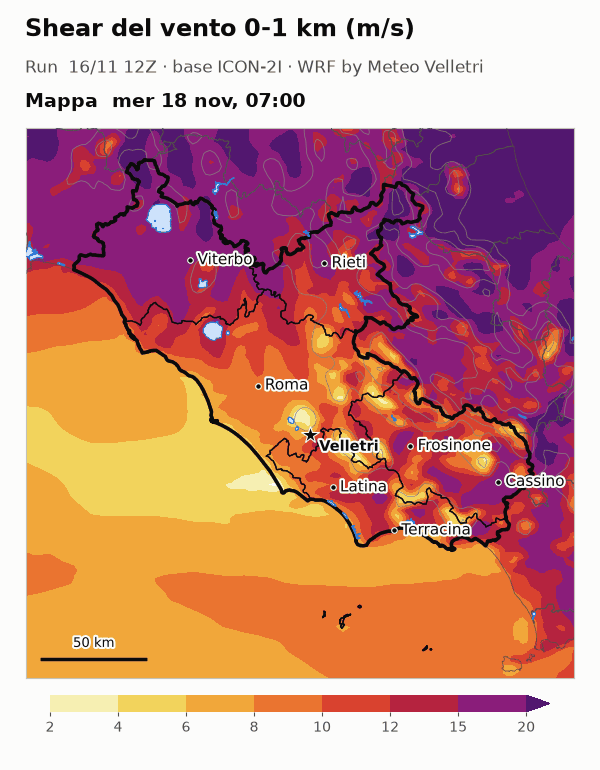 Shear del vento 0-1 km (m/s)
Run  16/11 12Z · base ICON-2I · WRF by Meteo Velletri
Mappa  mer 18 nov, 07:00
Viterbo
Rieti
Roma
Velletri
Frosinone
Cassino
Latina
Terracina
50 km
2 4 6 8 10 12 15 20